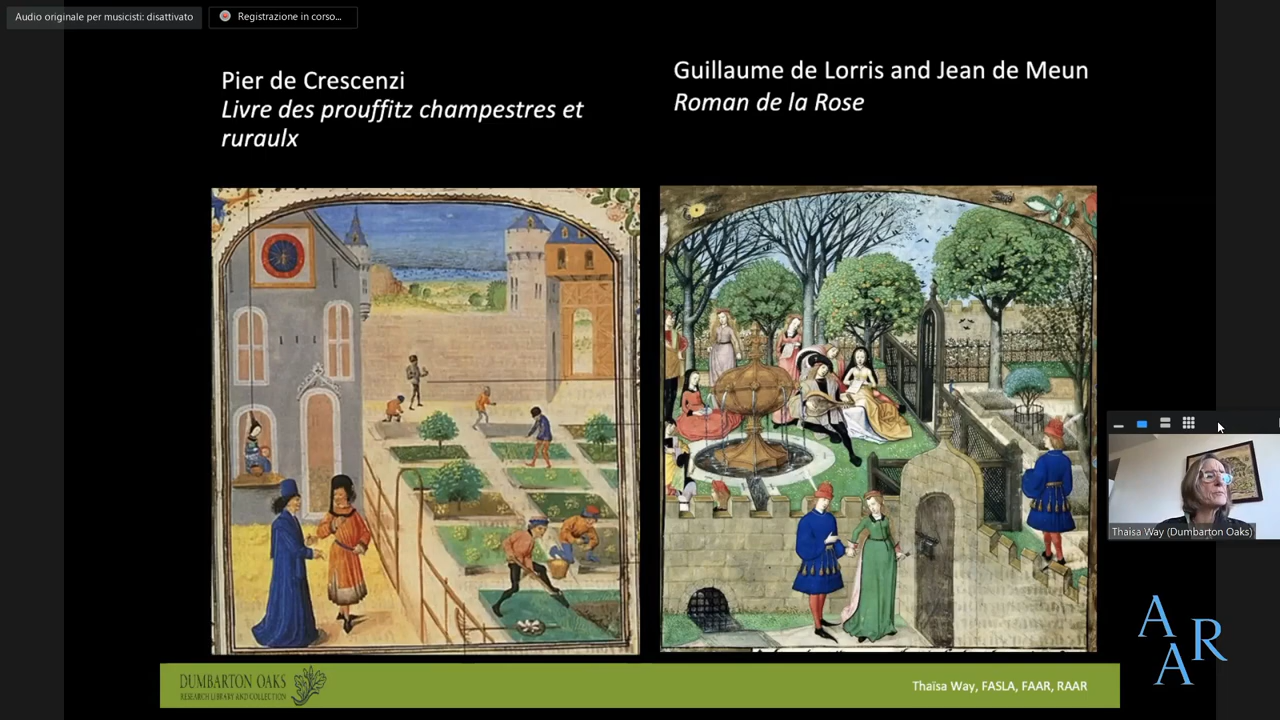 Audio originale per musicisti: disattivato
Registrazione in corso...
Pier de Crescenzi
Livre des prouffitz champestres et
ruraulx
Guillaume de Lorris and Jean de Meun
Roman de la Rose
Thaisa Way (Dumbarton Oaks)
A
R
A
DUMBARTON OAKS
RESEARCH LIBRARY AND COLLECTION
Thaïsa Way, FASLA, FAAR, RAAR